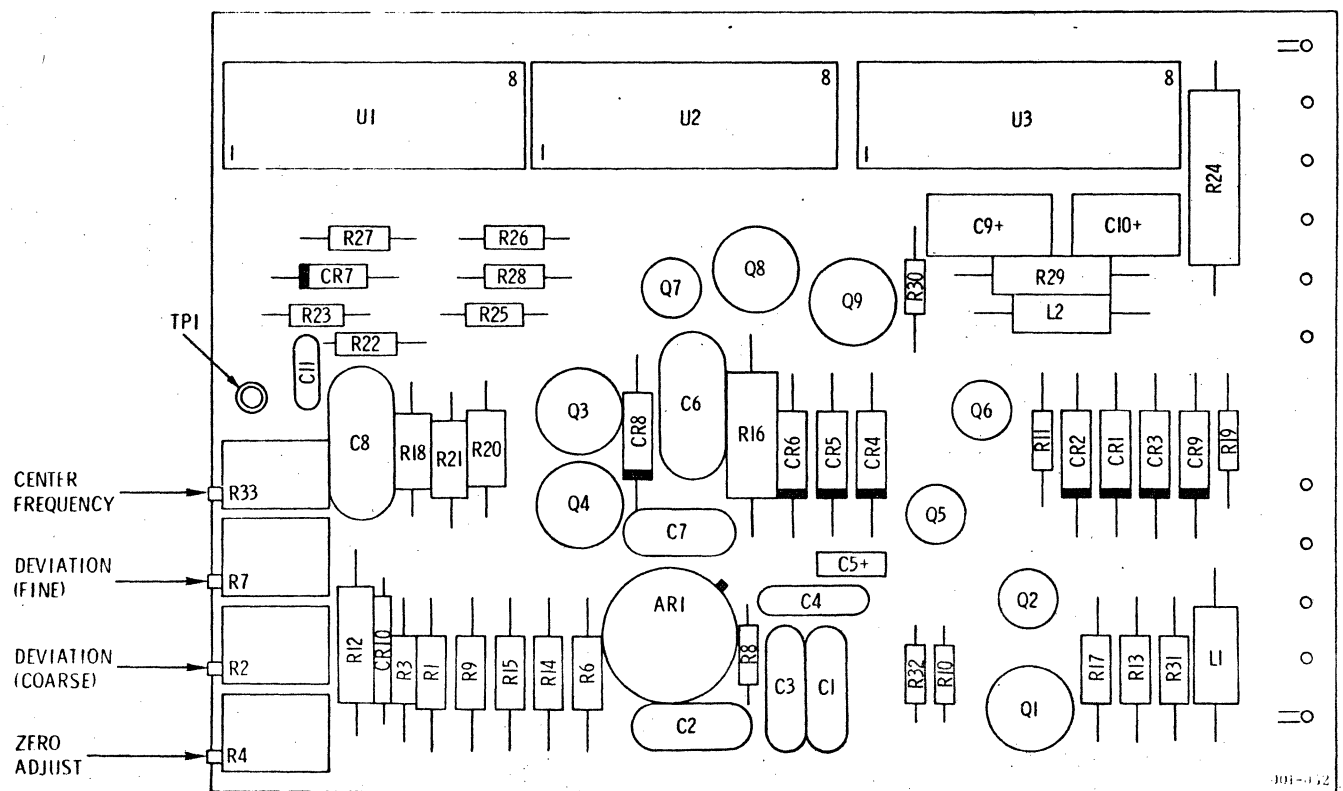 8 8 8
U1 U2 U3
1 1 1
R24
C9+ C10+
R27 R26
Q8
CR7 R28 Q7 Q9 R30 R29
R23 R25 L2
TP1
R22
C11
Q3 CR8 C6 Q6
C8 R18 R21 R20 R16 CR6 CR5 CR4 R11 CR2 CR1 CR3 CR9 R19
CENTER
FREQUENCY
R33
Q4 Q5
C7
DEVIATION
(FINE)
R7
C5+
AR1 C4 Q2
R12 CR10 R3 R1 R9 R15 R14 R6 R8 C3 C1 R32 R10 R17 R13 R31 L1
DEVIATION
(COARSE)
R2
Q1
C2
ZERO
ADJUST
R4